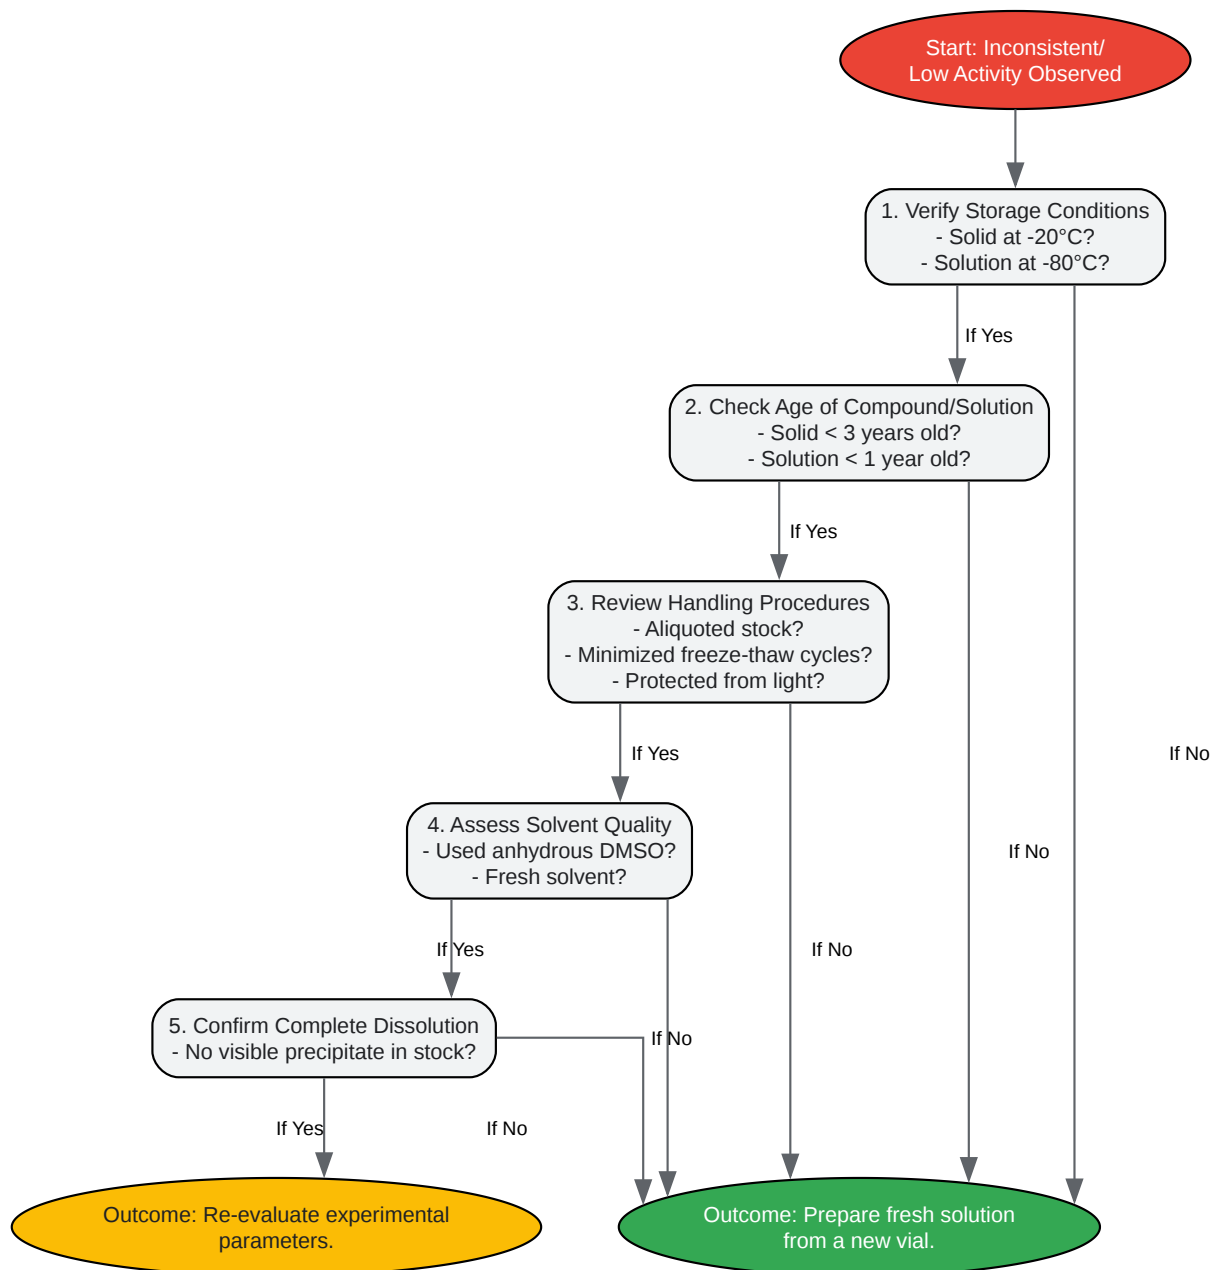 Start: Inconsistent/
Low Activity Observed
1. Verify Storage Conditions
- Solid at -20°C?
- Solution at -80°C?
If Yes
2. Check Age of Compound/Solution
- Solid < 3 years old?
- Solution < 1 year old?
If Yes
3. Review Handling Procedures
- Aliquoted stock?
- Minimized freeze-thaw cycles?
- Protected from light?
If Yes
If No
4. Assess Solvent Quality
- Used anhydrous DMSO?
- Fresh solvent?
If No
If Yes
If No
5. Confirm Complete Dissolution
- No visible precipitate in stock?
If No
If Yes
If No
Outcome: Re-evaluate experimental
parameters.
Outcome: Prepare fresh solution
from a new vial.